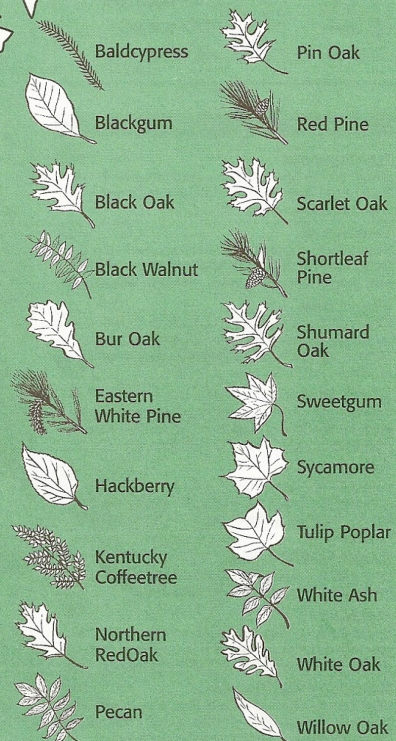 Baldcypress
Blackgum
Black Oak
Black Walnut
Bur Oak
Eastern
White Pine
Hackberry
Kentucky
Coffeetree
Northern
RedOak
Pecan
Pin Oak
Red Pine
Scarlet Oak
Shortleaf
Pine
Shumard
Oak
Sweetgum
Sycamore
Tulip Poplar
White Ash
White Oak
Willow Oak